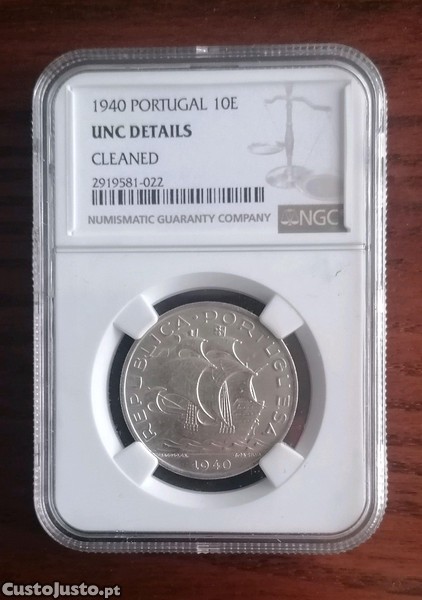 1940 PORTUGAL 10E
UNC DETAILS
CLEANED
2919581-022
NUMISMATIC GUARANTY COMPANY
NGC
REPUBLICA · PORTUGUESA
1940
CustoJusto.pt